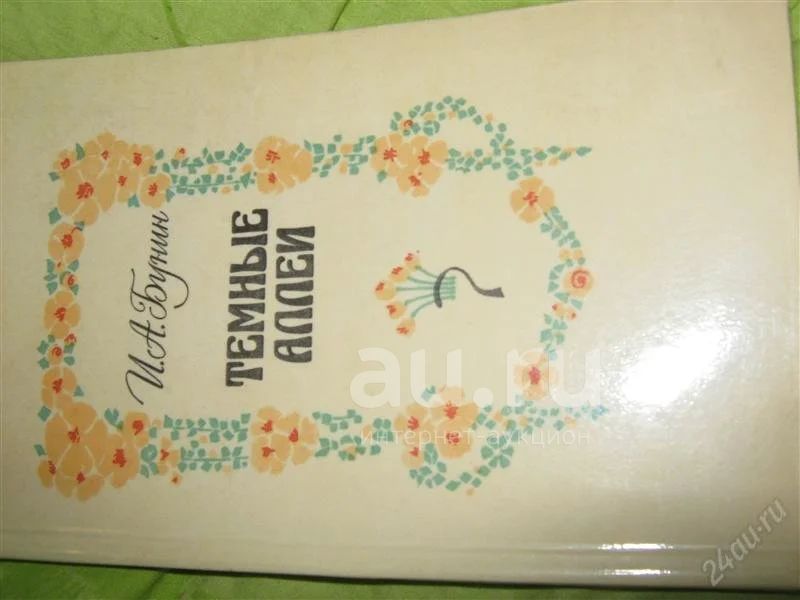 И.А.Бунин
ТЕМНЫЕ
АЛЛЕИ
au.ru
интернет-аукцион
24au.ru